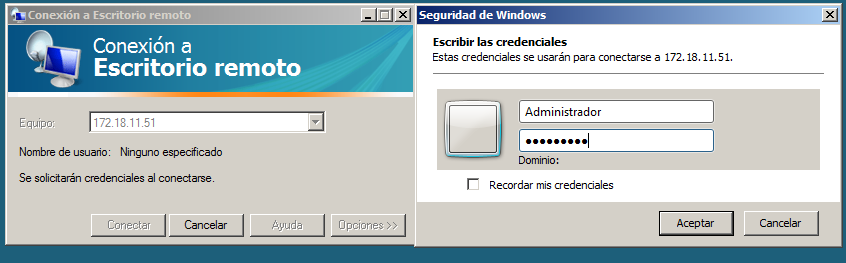 Conexión a Escritorio remoto
Conexión a
Escritorio remoto
Equipo:
172.18.11.51
Nombre de usuario: Ninguno especificado
Se solicitarán credenciales al conectarse.
Conectar
Cancelar
Ayuda
Opciones >>
Seguridad de Windows
Escribir las credenciales
Estas credenciales se usarán para conectarse a 172.18.11.51.
Administrador
●●●●●●●●●
Dominio:
Recordar mis credenciales
Aceptar
Cancelar